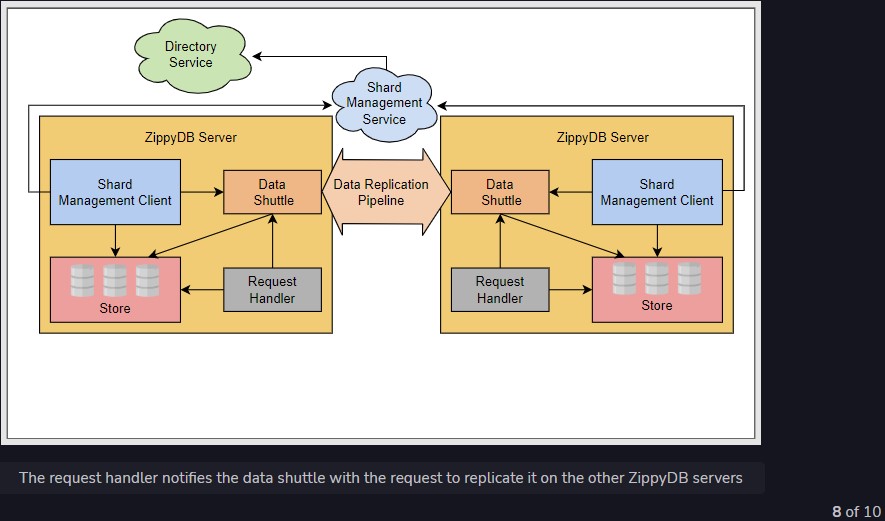 Directory
Service
Shard
Management
Service
ZippyDB Server
ZippyDB Server
Shard
Management Client
Data
Shuttle
Data Replication
Pipeline
Data
Shuttle
Shard
Management Client
Store
Request
Handler
Request
Handler
Store
The request handler notifies the data shuttle with the request to replicate it on the other ZippyDB servers
8 of 10